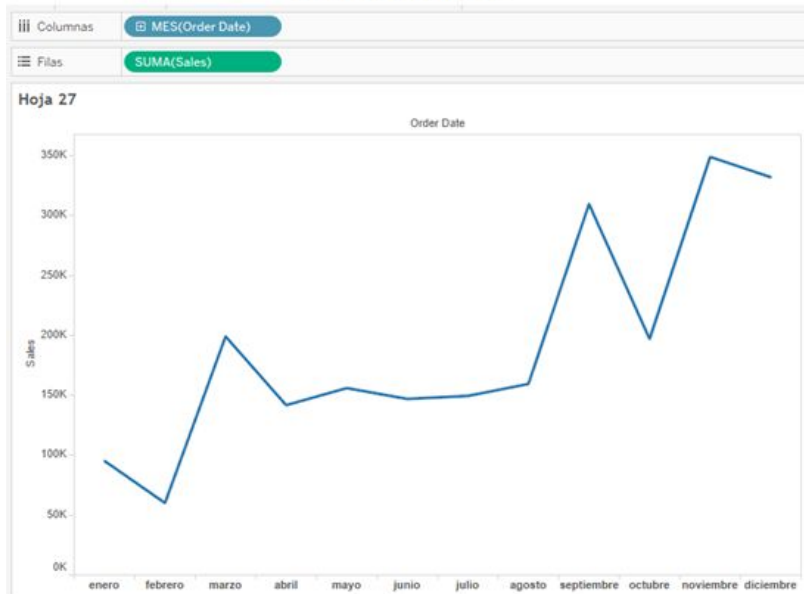 Columnas MES(Order Date)
Filas SUMA(Sales)
Hoja 27
Order Date
350K
300K
250K
200K
150K
100K
50K
0K
Sales
enero febrero marzo abril mayo junio julio agosto septiembre octubre noviembre diciembre